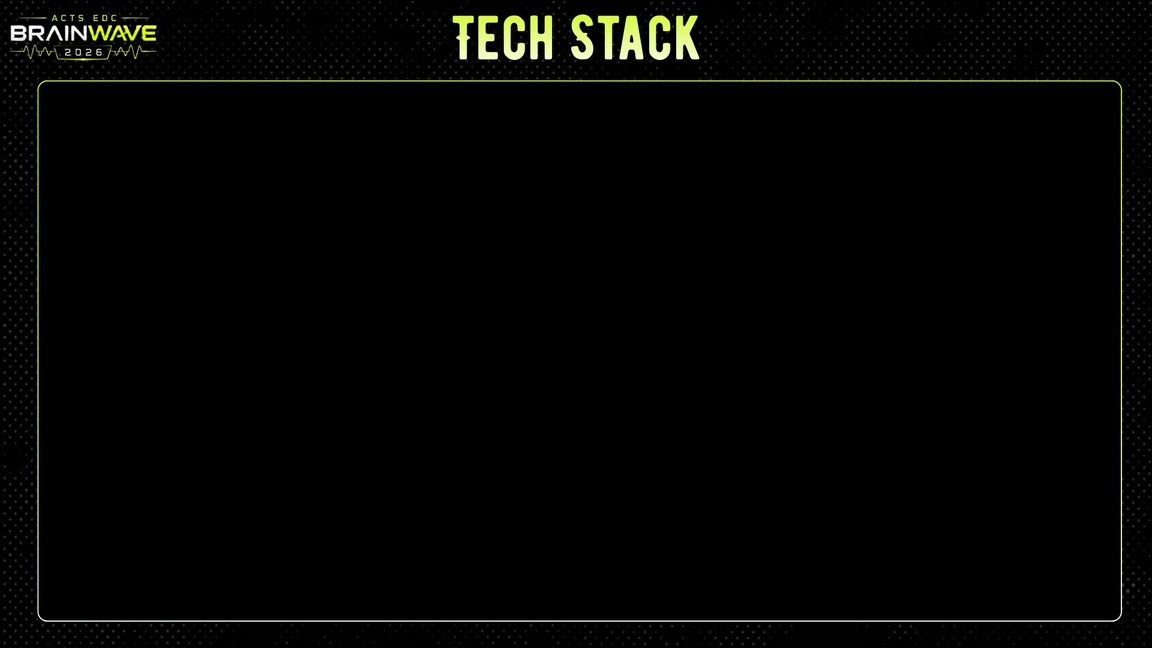 ACTS EDC
BRAINWAVE
2026
TECH STACK